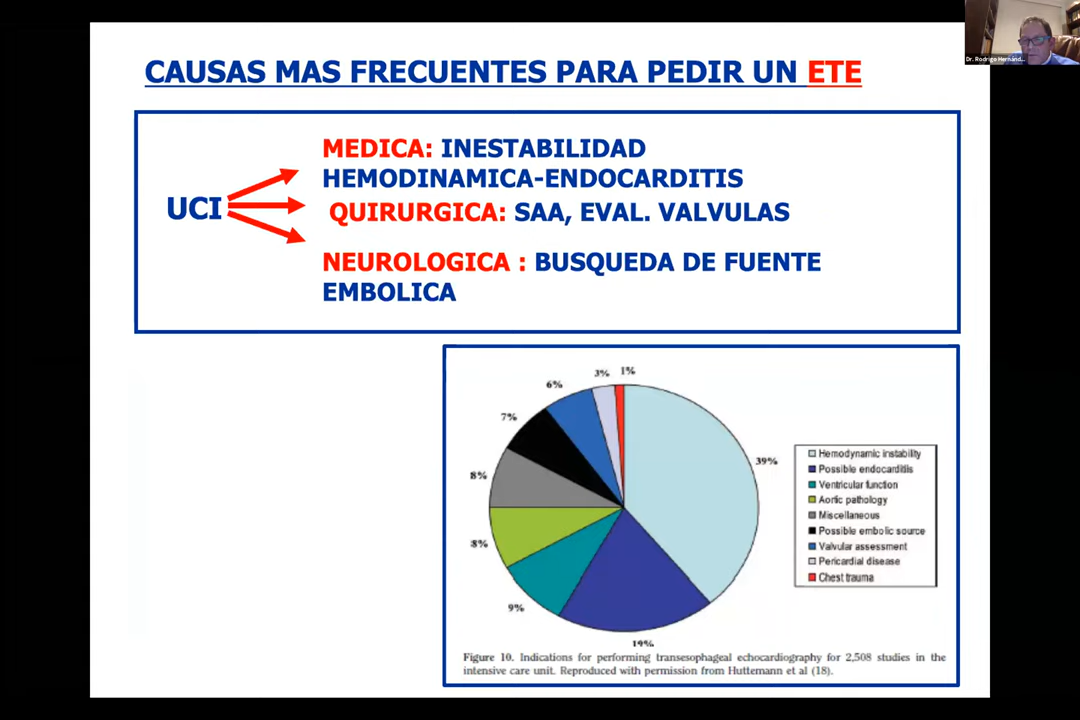 Dr. Rodrigo Hernánd...
CAUSAS MAS FRECUENTES PARA PEDIR UN ETE
UCI
MEDICA: INESTABILIDAD
HEMODINAMICA-ENDOCARDITIS
QUIRURGICA: SAA, EVAL. VALVULAS
NEUROLOGICA : BUSQUEDA DE FUENTE
EMBOLICA
1%
3%
6%
7%
8%
8%
9%
19%
39%
Hemodynamic instability
Possible endocarditis
Ventricular function
Aortic pathology
Miscellaneous
Possible embolic source
Valvular assessment
Pericardial disease
Chest trauma
Figure 10. Indications for performing transesophageal echocardiography for 2,508 studies in the
intensive care unit. Reproduced with permission from Huttemann et al (18).